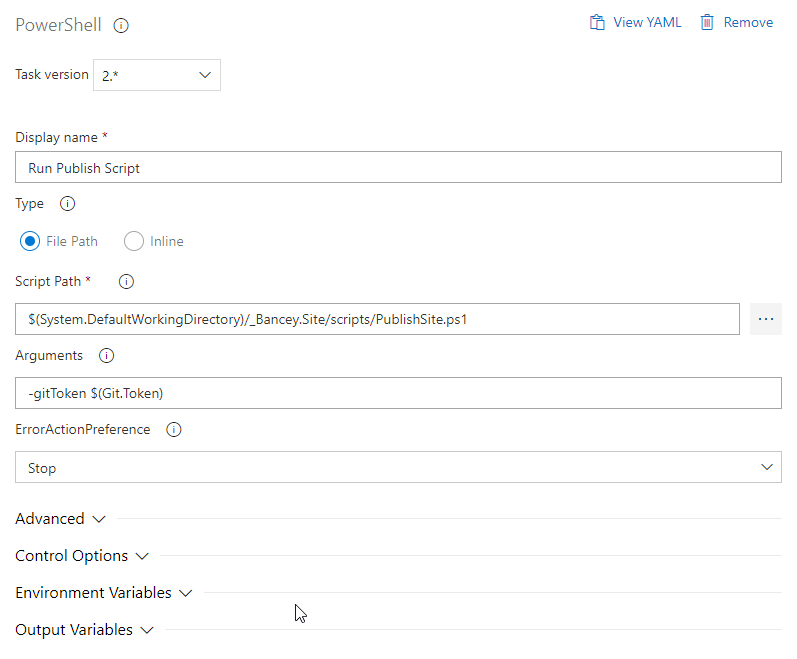 PowerShell
View YAML
Remove
Task version
2.*
Display name *
Run Publish Script
Type
File Path
Inline
Script Path *
$(System.DefaultWorkingDirectory)/_Bancey.Site/scripts/PublishSite.ps1
...
Arguments
-gitToken $(Git.Token)
ErrorActionPreference
Stop
Advanced
Control Options
Environment Variables
Output Variables